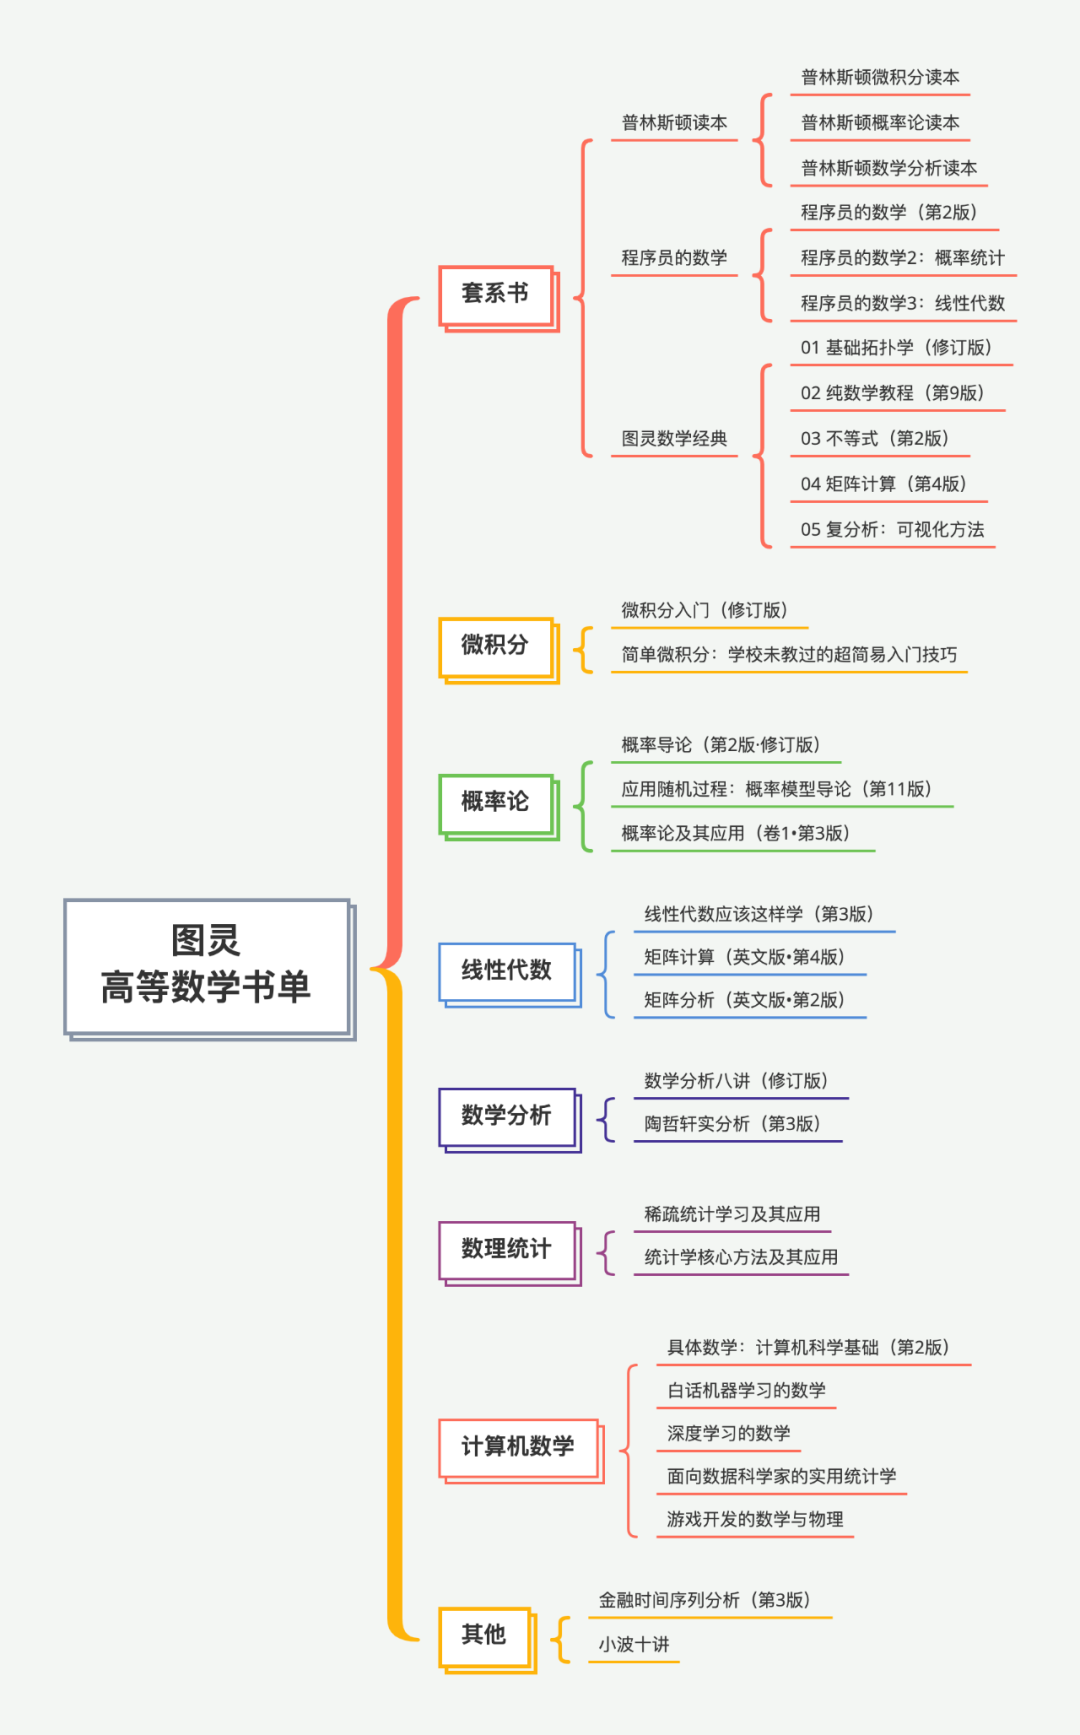 图灵
高等数学书单
套系书
普林斯顿读本
普林斯顿微积分读本
普林斯顿概率论读本
普林斯顿数学分析读本
程序员的数学
程序员的数学（第2版）
程序员的数学2：概率统计
程序员的数学3：线性代数
图灵数学经典
01 基础拓扑学（修订版）
02 纯数学教程（第9版）
03 不等式（第2版）
04 矩阵计算（第4版）
05 复分析：可视化方法
微积分
微积分入门（修订版）
简单微积分：学校未教过的超简易入门技巧
概率论
概率导论（第2版·修订版）
应用随机过程：概率模型导论（第11版）
概率论及其应用（卷1•第3版）
线性代数
线性代数应该这样学（第3版）
矩阵计算（英文版•第4版）
矩阵分析（英文版•第2版）
数学分析
数学分析八讲（修订版）
陶哲轩实分析（第3版）
数理统计
稀疏统计学习及其应用
统计学核心方法及其应用
计算机数学
具体数学：计算机科学基础（第2版）
白话机器学习的数学
深度学习的数学
面向数据科学家的实用统计学
游戏开发的数学与物理
其他
金融时间序列分析（第3版）
小波十讲